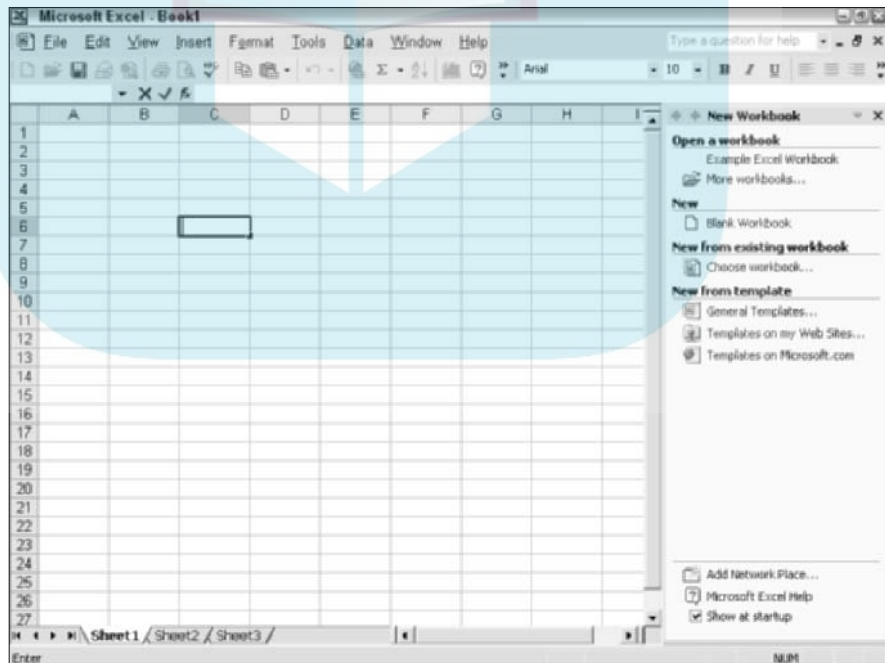 Microsoft Excel - Book1
File Edit View Insert Format Tools Data Window Help
Type a question for help
Σ
Arial
10
B I U
fx
A B C D E F G H I
1
2
3
4
5
6
7
8
9
10
11
12
13
14
15
16
17
18
19
20
21
22
23
24
25
26
27
New Workbook
Open a workbook
Example Excel Workbook
More workbooks...
New
Blank Workbook
New from existing workbook
Choose workbook...
New from template
General Templates...
Templates on my Web Sites...
Templates on Microsoft.com
Add Network Place...
Microsoft Excel Help
Show at startup
Sheet1 / Sheet2 / Sheet3 /
Enter
NUM